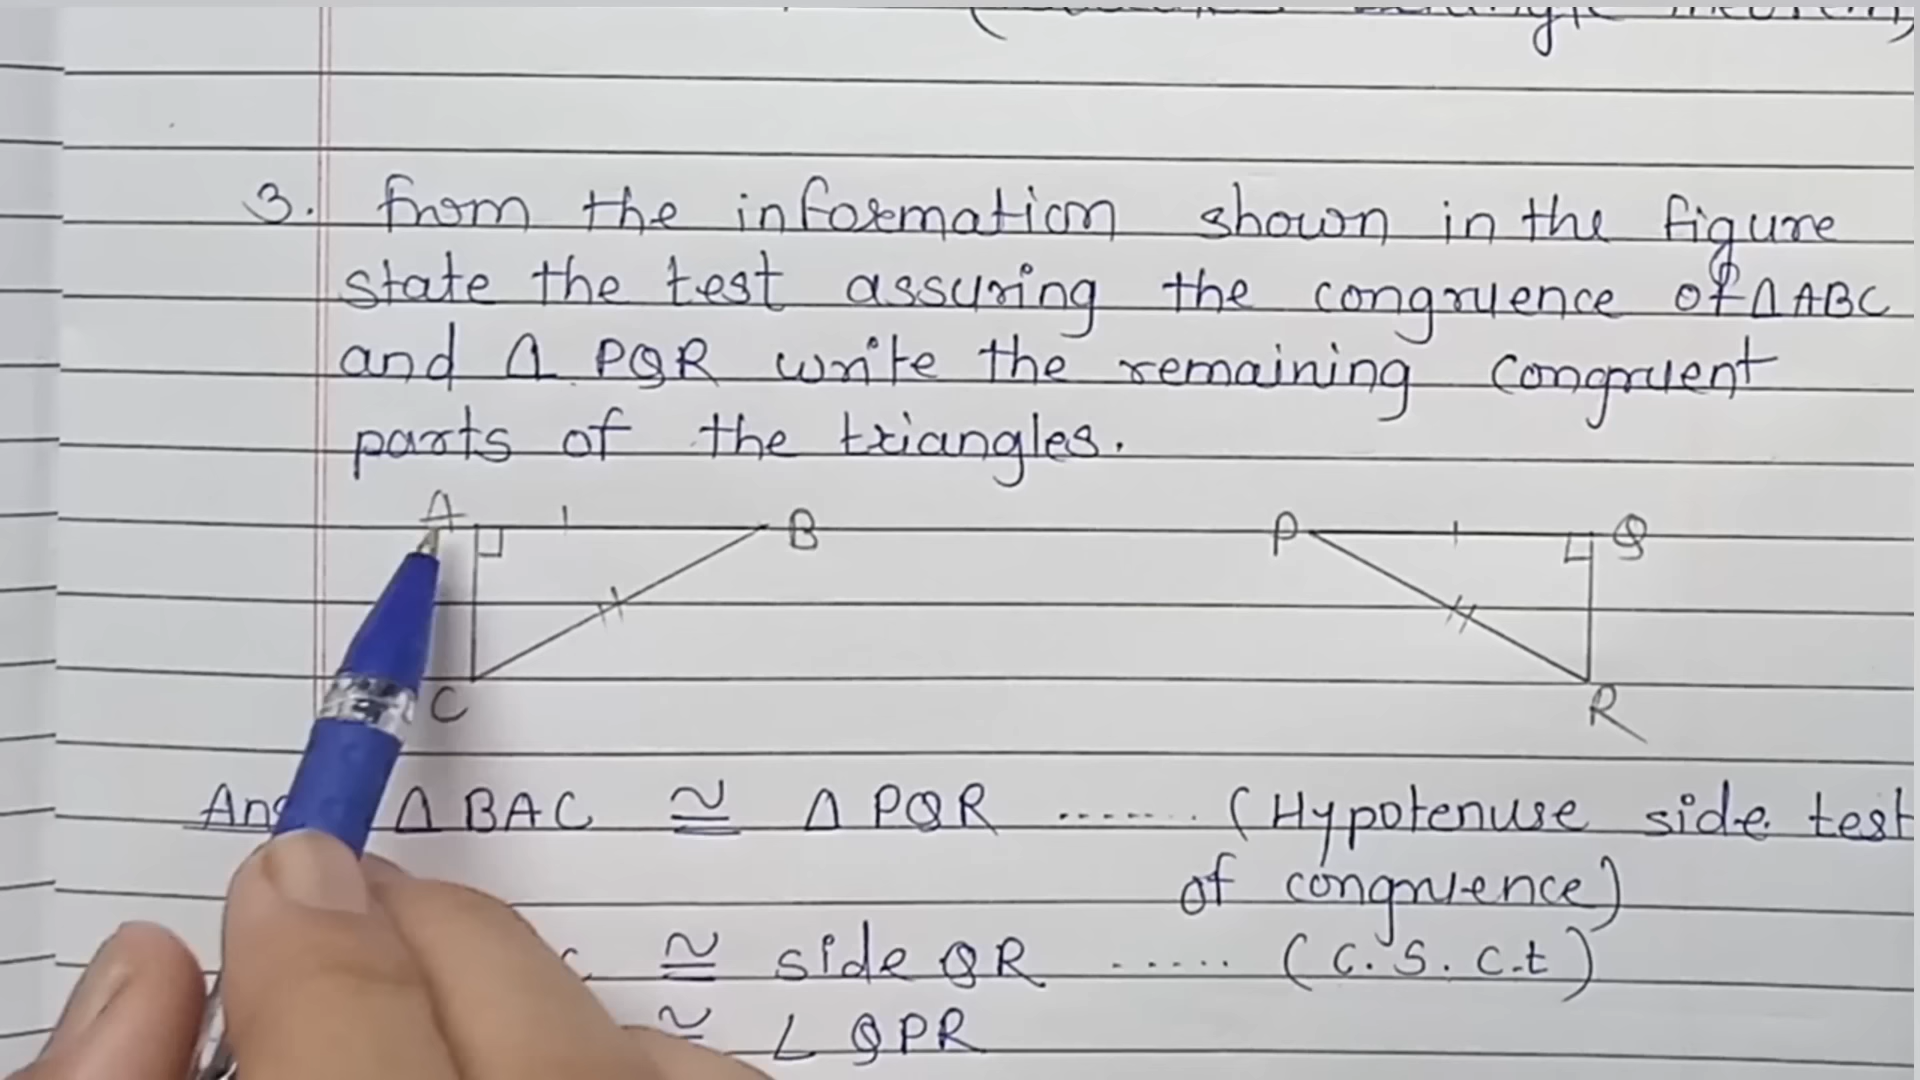 3. From the information shown in the figure
state the test assuring the congruence of Δ ABC
and Δ PQR write the remaining congruent
parts of the triangles.
A B P Q
C R
Δ BAC ≅ Δ PQR ....... (Hypotenuse side test
of congruence)
≅ side QR ..... (C.S.C.t)
≅ ∠ QPR